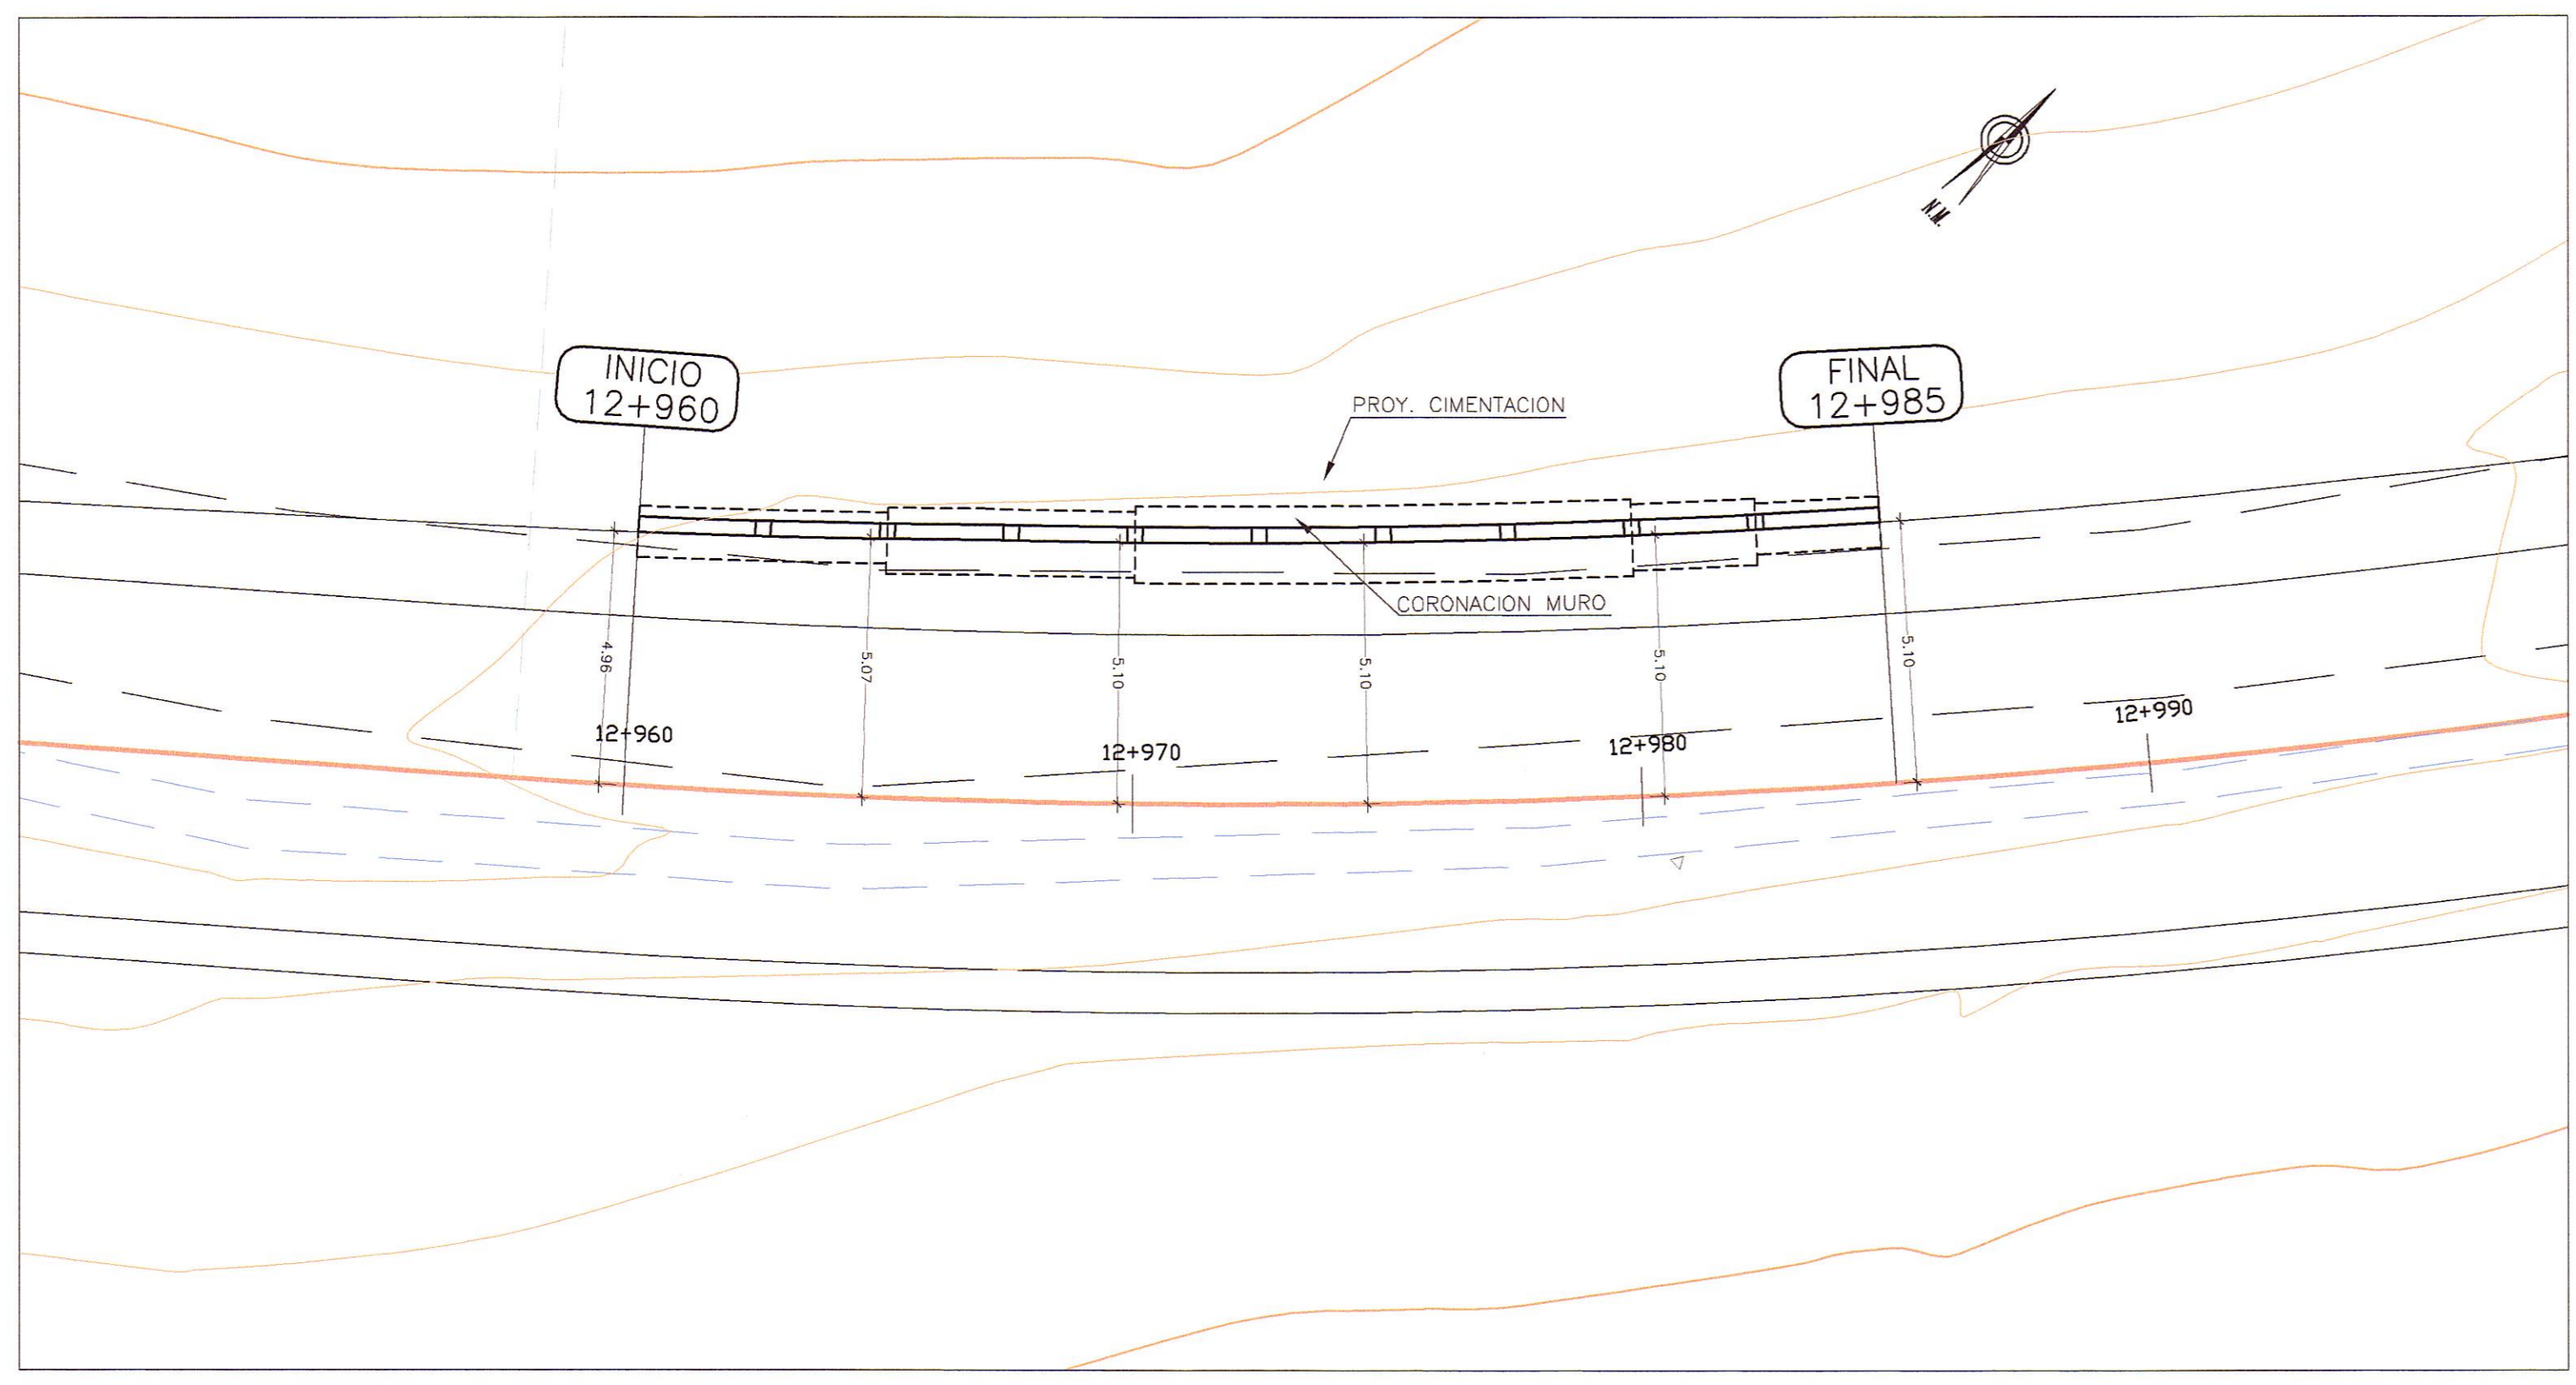 N.M.
INICIO
12+960
FINAL
12+985
PROY. CIMENTACION
CORONACION MURO
4.96
5.07
5.10
5.10
5.10
5.10
12+960
12+970
12+980
12+990